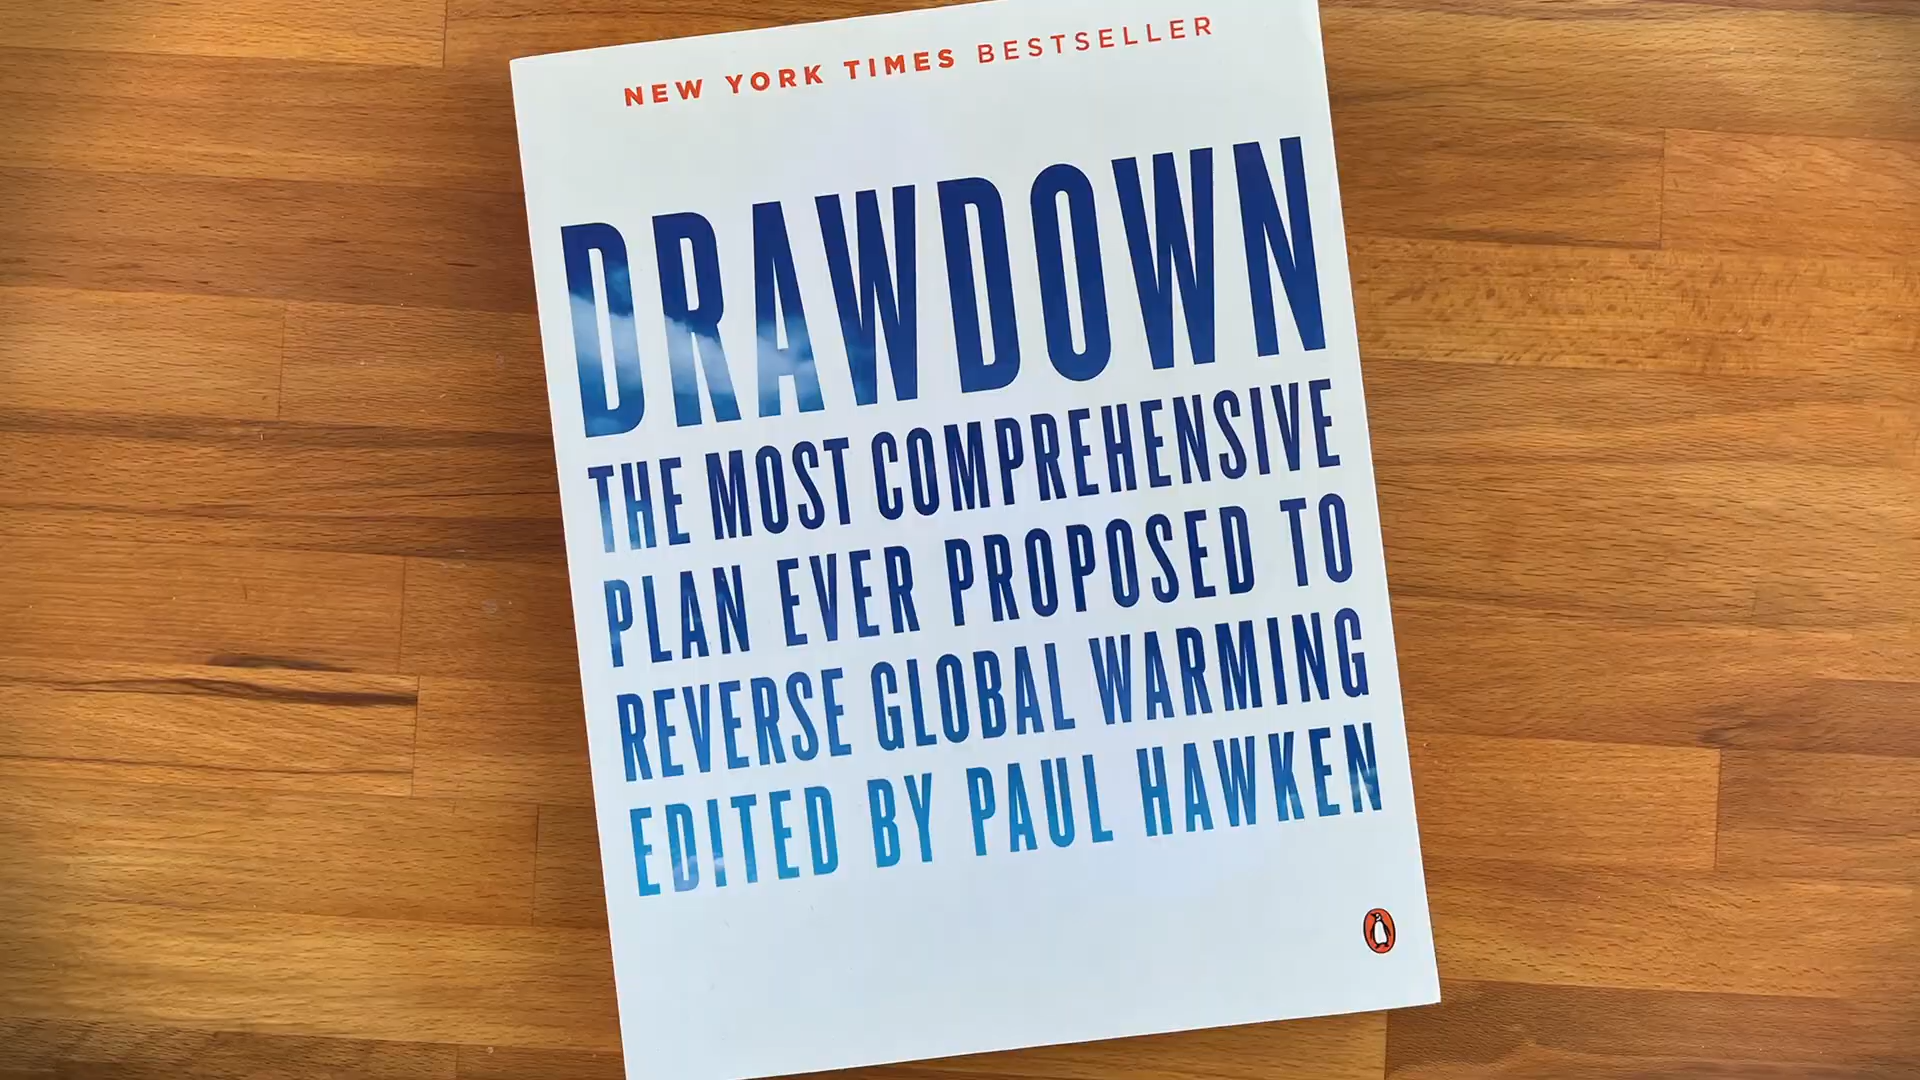 NEW YORK TIMES BESTSELLER
DRAWDOWN
THE MOST COMPREHENSIVE
PLAN EVER PROPOSED TO
REVERSE GLOBAL WARMING
EDITED BY PAUL HAWKEN